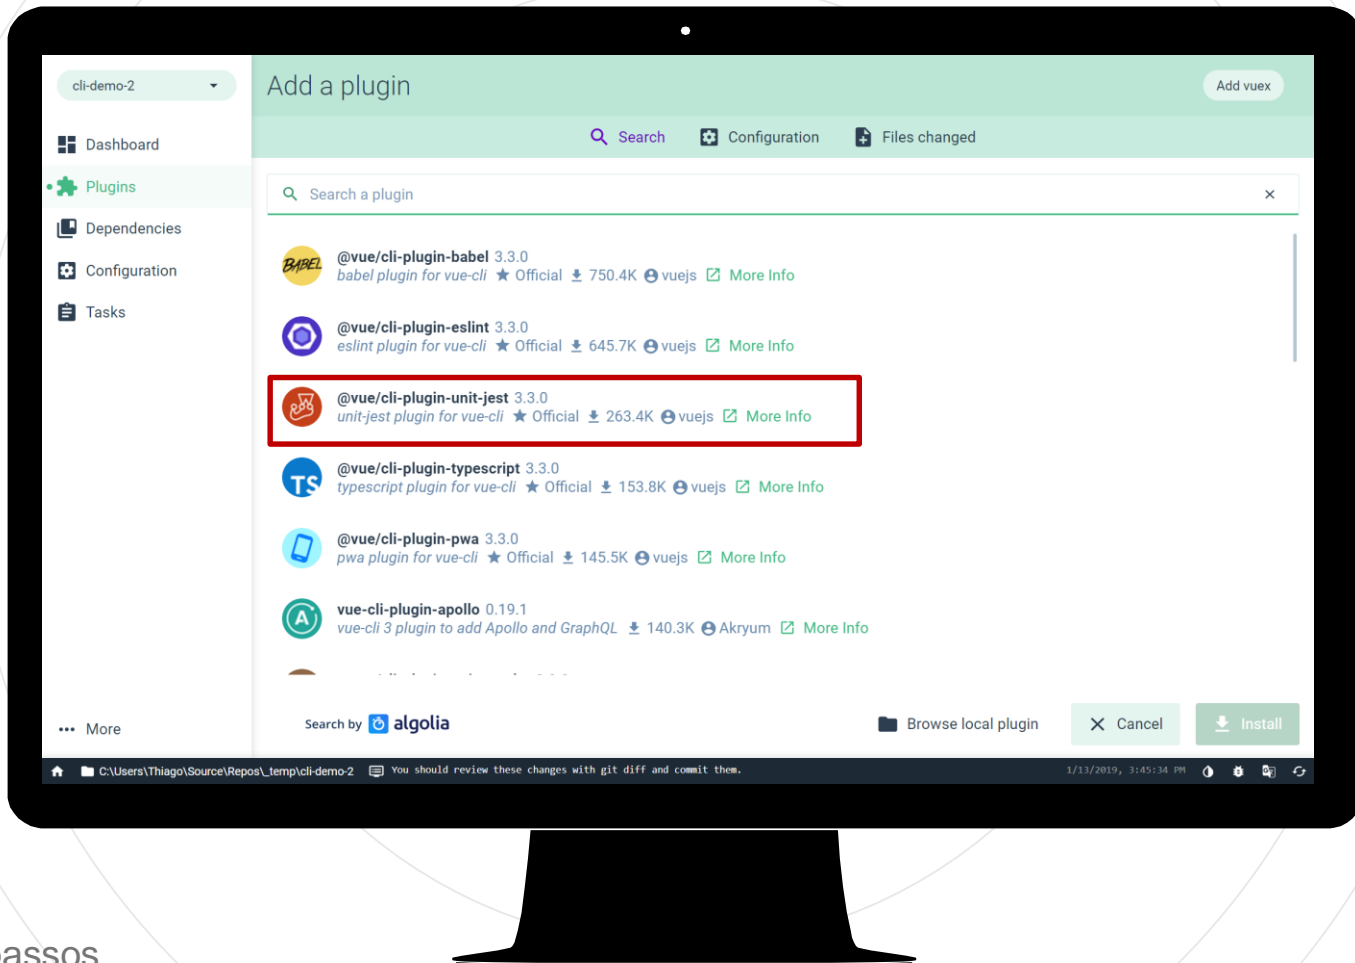 cli-demo-2
Add a plugin
Add vuex
Search
Configuration
Files changed
Dashboard
Plugins
Dependencies
Configuration
Tasks
Search a plugin
BABEL
@vue/cli-plugin-babel 3.3.0
babel plugin for vue-cli Official 750.4K vuejs More Info
@vue/cli-plugin-eslint 3.3.0
eslint plugin for vue-cli Official 645.7K vuejs More Info
@vue/cli-plugin-unit-jest 3.3.0
unit-jest plugin for vue-cli Official 263.4K vuejs More Info
TS
@vue/cli-plugin-typescript 3.3.0
typescript plugin for vue-cli Official 153.8K vuejs More Info
@vue/cli-plugin-pwa 3.3.0
pwa plugin for vue-cli Official 145.5K vuejs More Info
A
vue-cli-plugin-apollo 0.19.1
vue-cli 3 plugin to add Apollo and GraphQL 140.3K Akryum More Info
More
Search by algolia
Browse local plugin
Cancel
Install
C:\Users\Thiago\Source\Repos\_temp\cli-demo-2 You should review these changes with git diff and commit them. 1/13/2019, 3:45:34 PM